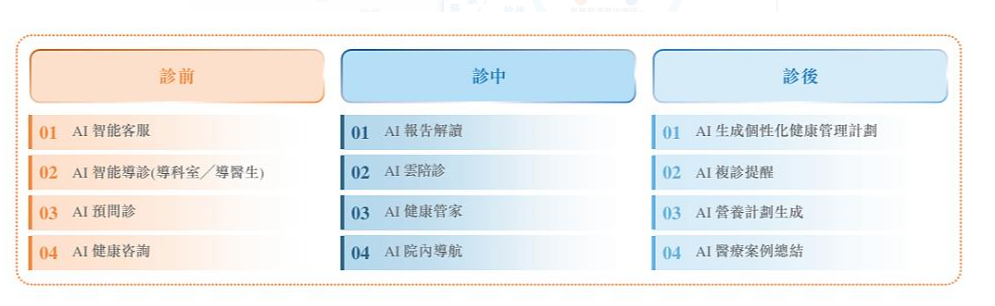 診前
01 AI 智能客服
02 AI 智能導診(導科室／導醫生)
03 AI 預問診
04 AI 健康咨詢
診中
01 AI 報告解讀
02 AI 雲陪診
03 AI 健康管家
04 AI 院內導航
診後
01 AI 生成個性化健康管理計劃
02 AI 複診提醒
03 AI 營養計劃生成
04 AI 醫療案例總結